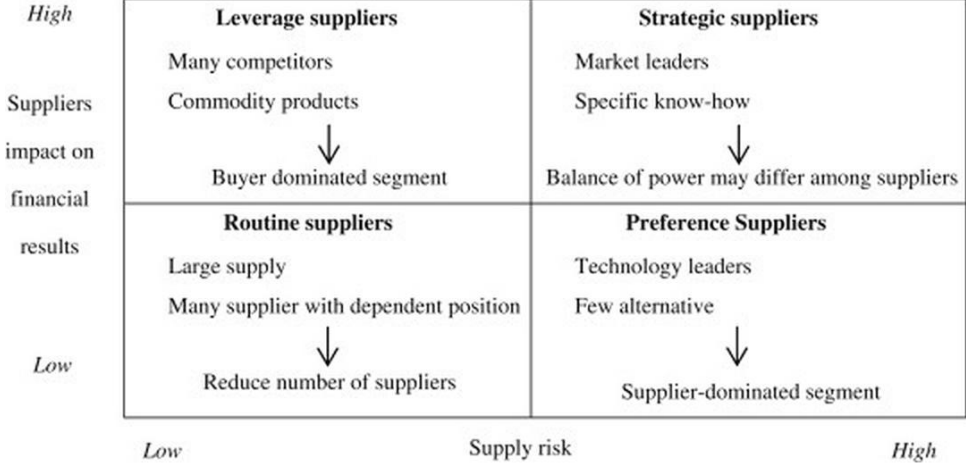 High
Leverage suppliers
Many competitors
Commodity products
Buyer dominated segment
Strategic suppliers
Market leaders
Specific know-how
Balance of power may differ among suppliers
Suppliers
impact on
financial
results
Routine suppliers
Large supply
Many supplier with dependent position
Reduce number of suppliers
Preference Suppliers
Technology leaders
Few alternative
Supplier-dominated segment
Low
Low
Supply risk
High